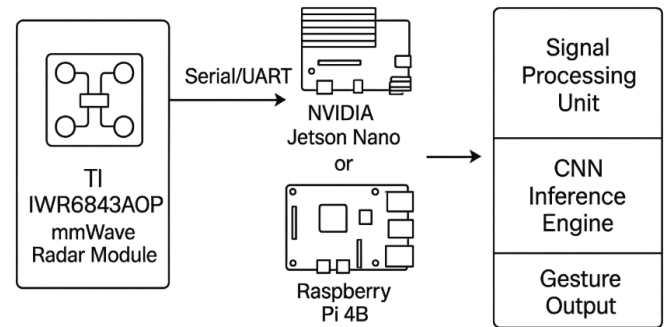 TI
IWR6843AOP
mmWave
Radar Module
Serial/UART
NVIDIA
Jetson Nano
or
Raspberry
Pi 4B
Signal
Processing
Unit
CNN
Inference
Engine
Gesture
Output